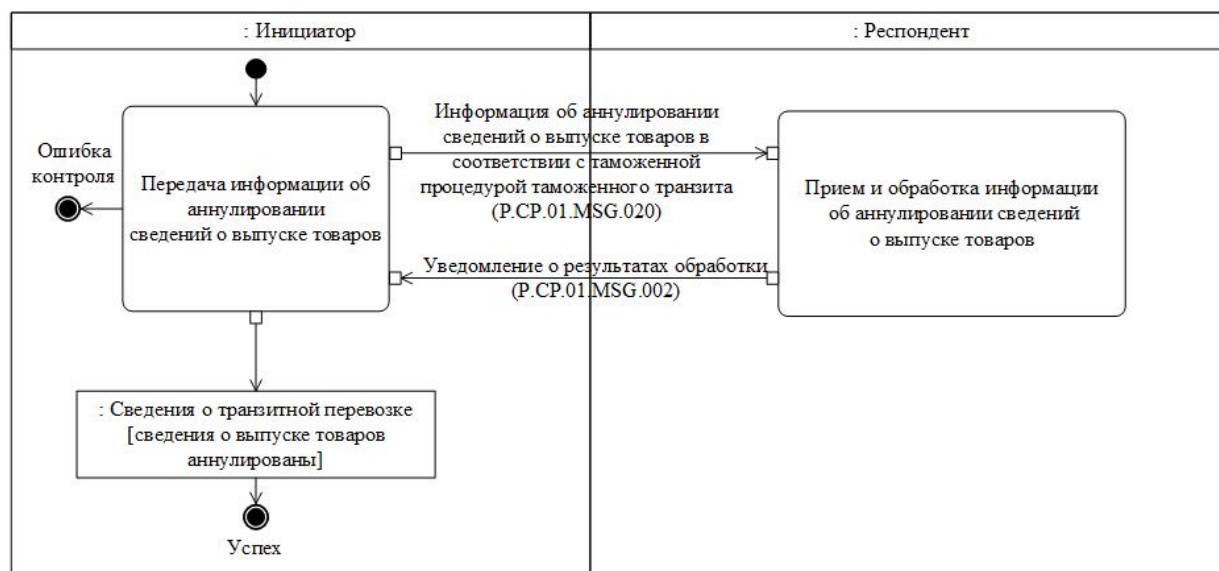 : Инициатор
: Респондент
Ошибка
контроля
Передача информации об
аннулировании
сведений о выпуске товаров
Информация об аннулировании
сведений о выпуске товаров в
соответствии с таможенной
процедурой таможенного транзита
(P.CP.01.MSG.020)
Уведомление о результатах обработки
(P.CP.01.MSG.002)
Прием и обработка информации
об аннулировании сведений
о выпуске товаров
: Сведения о транзитной перевозке
[сведения о выпуске товаров
аннулированы]
Успех